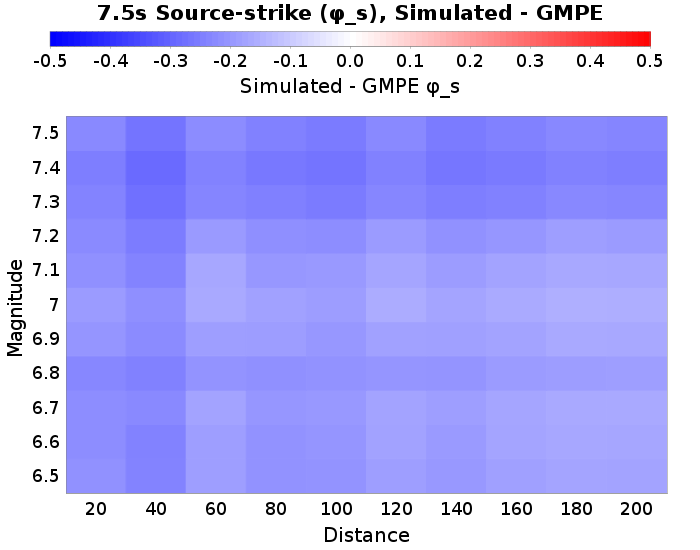 7.5s Source-strike (φ_s), Simulated - GMPE
-0.5 -0.4 -0.3 -0.2 -0.1 0.0 0.1 0.2 0.3 0.4 0.5
Simulated - GMPE φ_s
7.5
7.4
7.3
7.2
7.1
7
6.9
6.8
6.7
6.6
6.5
Magnitude
20 40 60 80 100 120 140 160 180 200
Distance